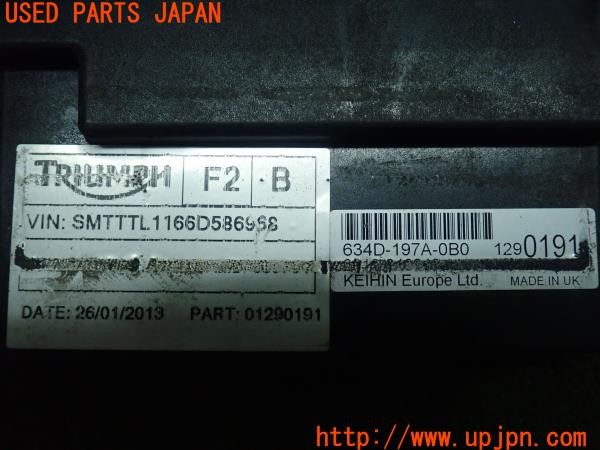 USED PARTS JAPAN
TRIUMPH F2 B
VIN: SMTTTL1166D586968
634D-197A-0B0 1290191
KEIHIN Europe Ltd. MADE IN UK
DATE: 26/01/2013 PART: 01290191
http://www.upjpn.com/